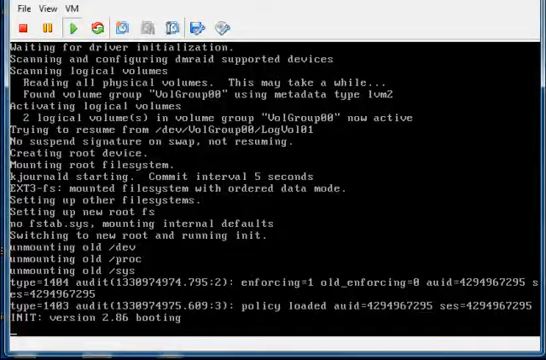 File View VM
Waiting for driver initialization.
Scanning and configuring dmraid supported devices
Scanning logical volumes
Reading all physical volumes. This may take a while...
Found volume group "VolGroup00" using metadata type lvm2
Activating logical volumes
2 logical volume(s) in volume group "VolGroup00" now active
Trying to resume from /dev/VolGroup00/LogVol01
No suspend signature on swap, not resuming.
Creating root device.
Mounting root filesystem.
kjournald starting. Commit interval 5 seconds
EXT3-fs: mounted filesystem with ordered data mode.
Setting up other filesystems.
Setting up new root fs
no fstab.sys, mounting internal defaults
Switching to new root and running init.
unmounting old /dev
unmounting old /proc
unmounting old /sys
type=1404 audit(1330974974.795:2): enforcing=1 old_enforcing=0 auid=4294967295 s
es=4294967295
type=1403 audit(1330974975.609:3): policy loaded auid=4294967295 ses=4294967295
INIT: version 2.86 booting